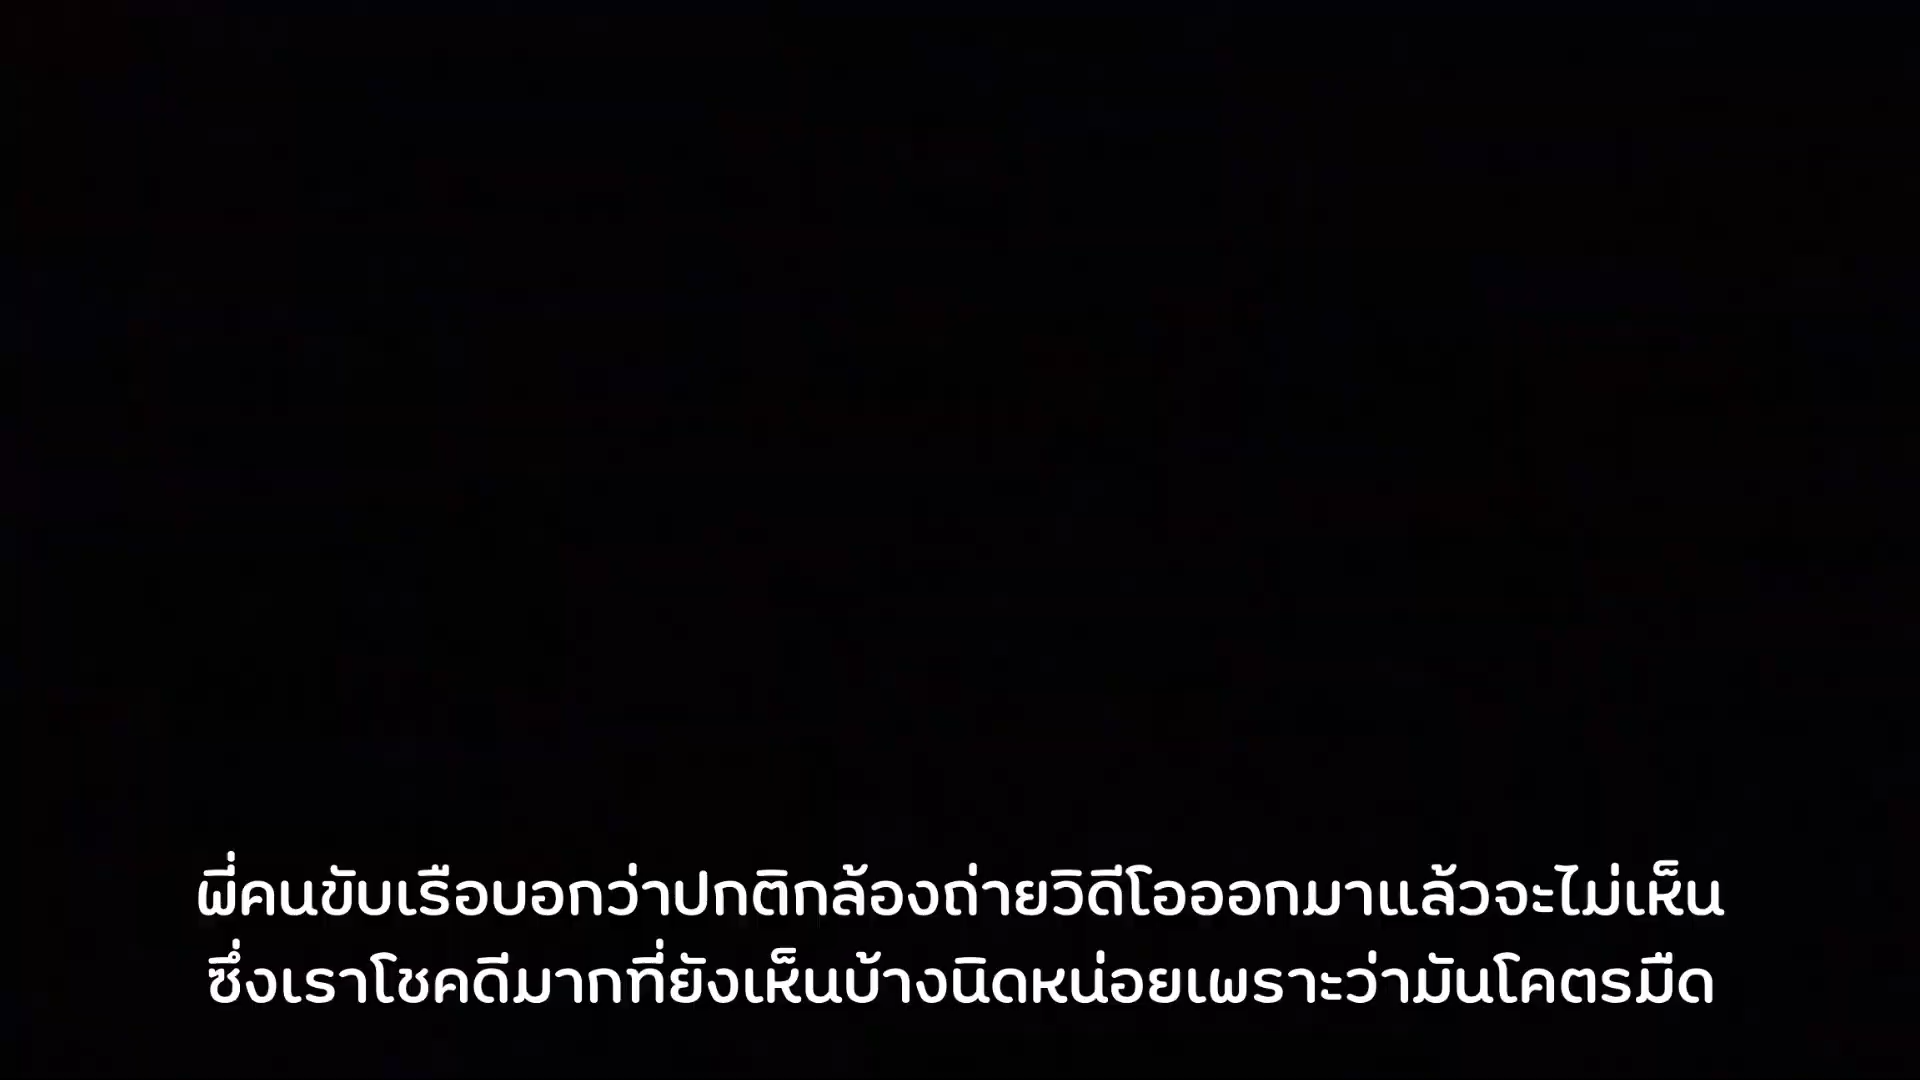 พี่คนขับเรือบอกว่าปกติกล้องถ่ายวิดีโอออกมาแล้วจะไม่เห็น
ซึ่งเราโชคดีมากที่ยังเห็นบ้างนิดหน่อยเพราะว่ามันโคตรมืด